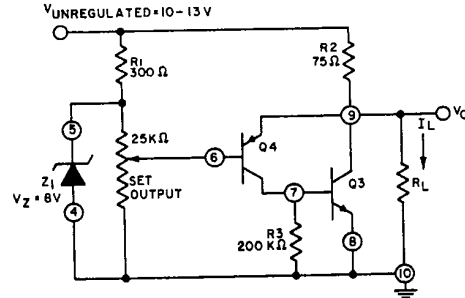 VUNREGULATED=10-13V
R1
300Ω
R2
75Ω
5
25KΩ
9
VO
IL
6
Q4
Z1
VZ = 8V
SET
OUTPUT
7
Q3
RL
4
R3
200 KΩ
8
10